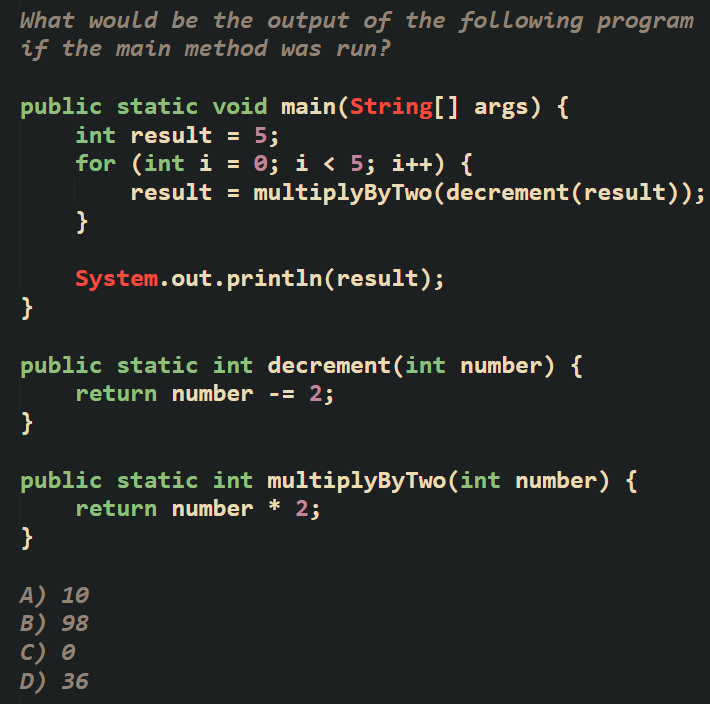 What would be the output of the following program
if the main method was run?
public static void main(String[] args) {
int result = 5;
for (int i = 0; i < 5; i++) {
result = multiplyByTwo(decrement(result));
}
System.out.println(result);
}
public static int decrement(int number) {
return number -= 2;
}
public static int multiplyByTwo(int number) {
return number * 2;
}
A) 10
B) 98
C) 0
D) 36